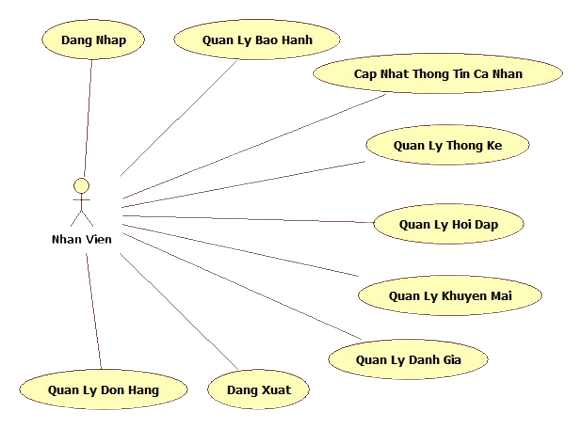 Dang Nhap
Quan Ly Bao Hanh
Cap Nhat Thong Tin Ca Nhan
Quan Ly Thong Ke
Quan Ly Hoi Dap
Nhan Vien
Quan Ly Khuyen Mai
Quan Ly Danh Gia
Quan Ly Don Hang
Dang Xuat